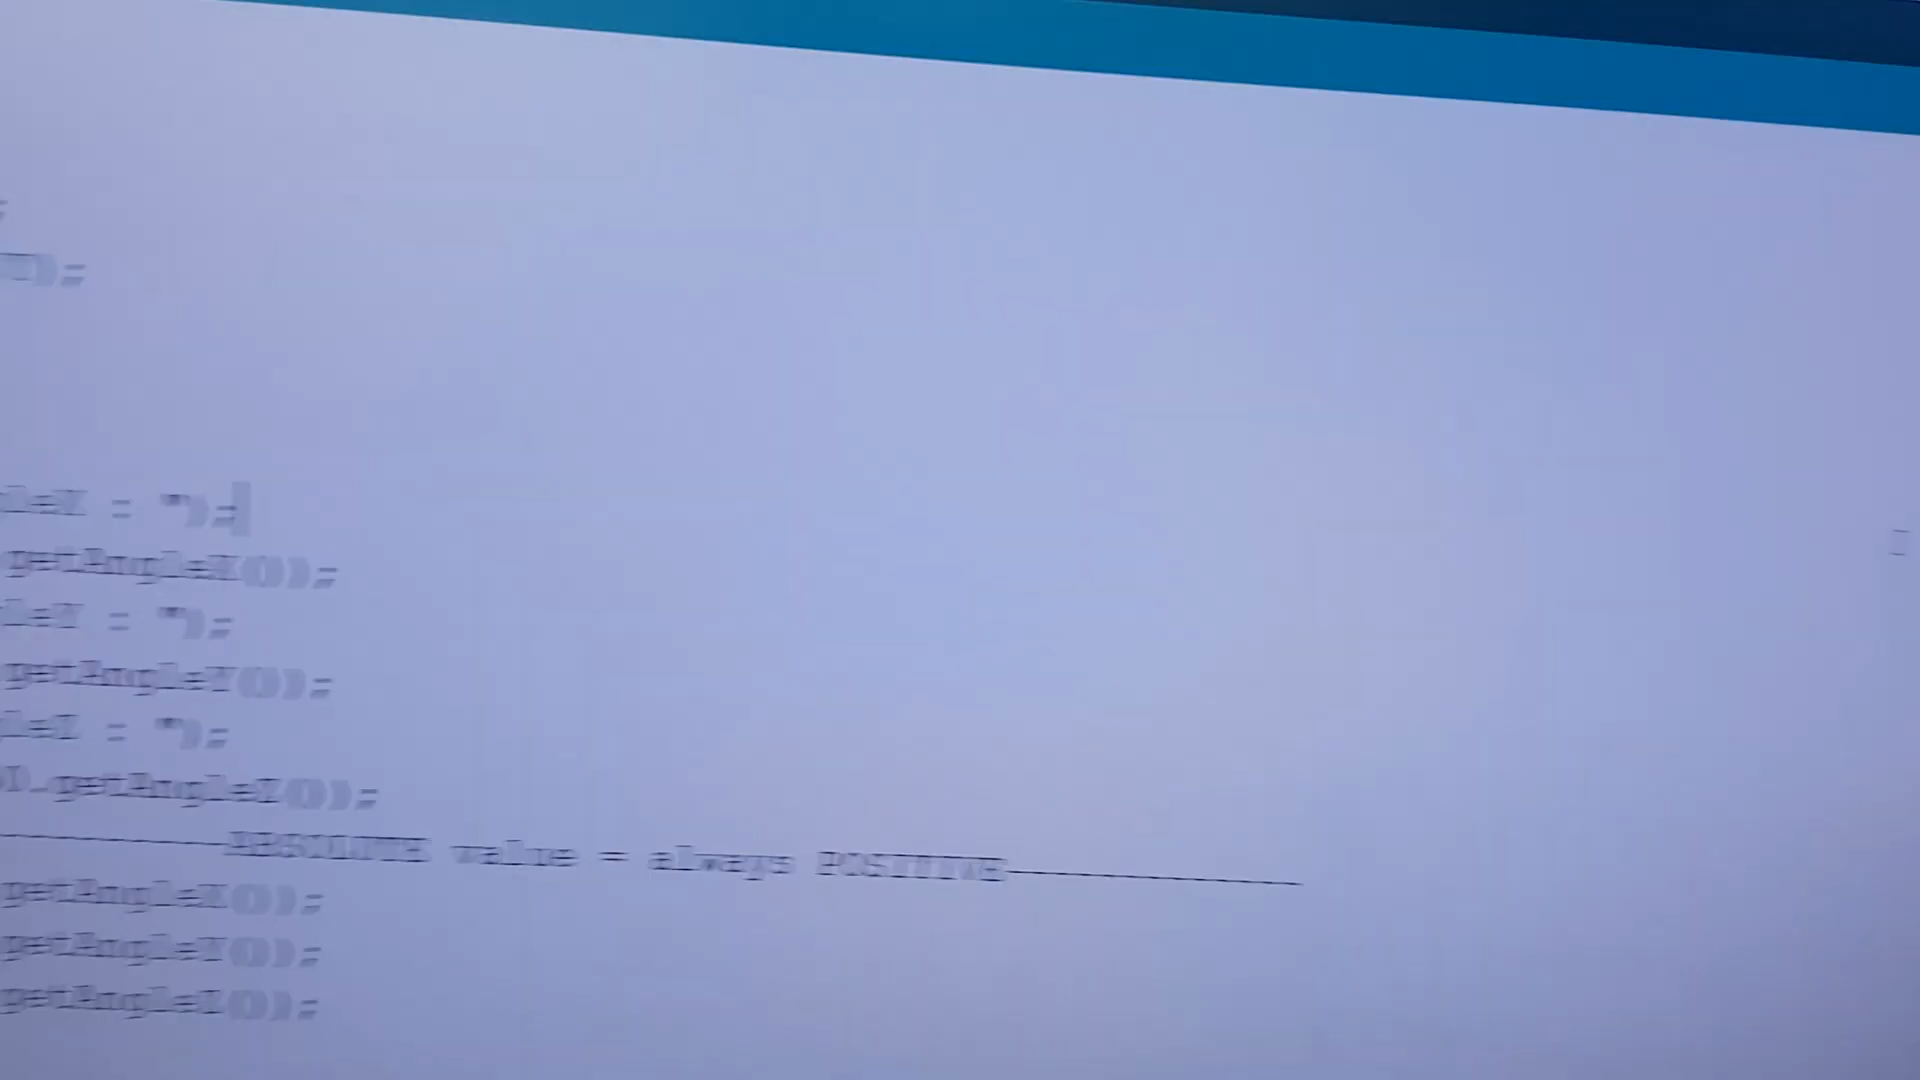 ;
);
leX = ");
getAngleX());
leY = ");
getAngleY());
leZ = ");
.getAngleZ());
ABSOLUTE value = always POSITIVE
getAngleX());
getAngleY());
getAngleZ());